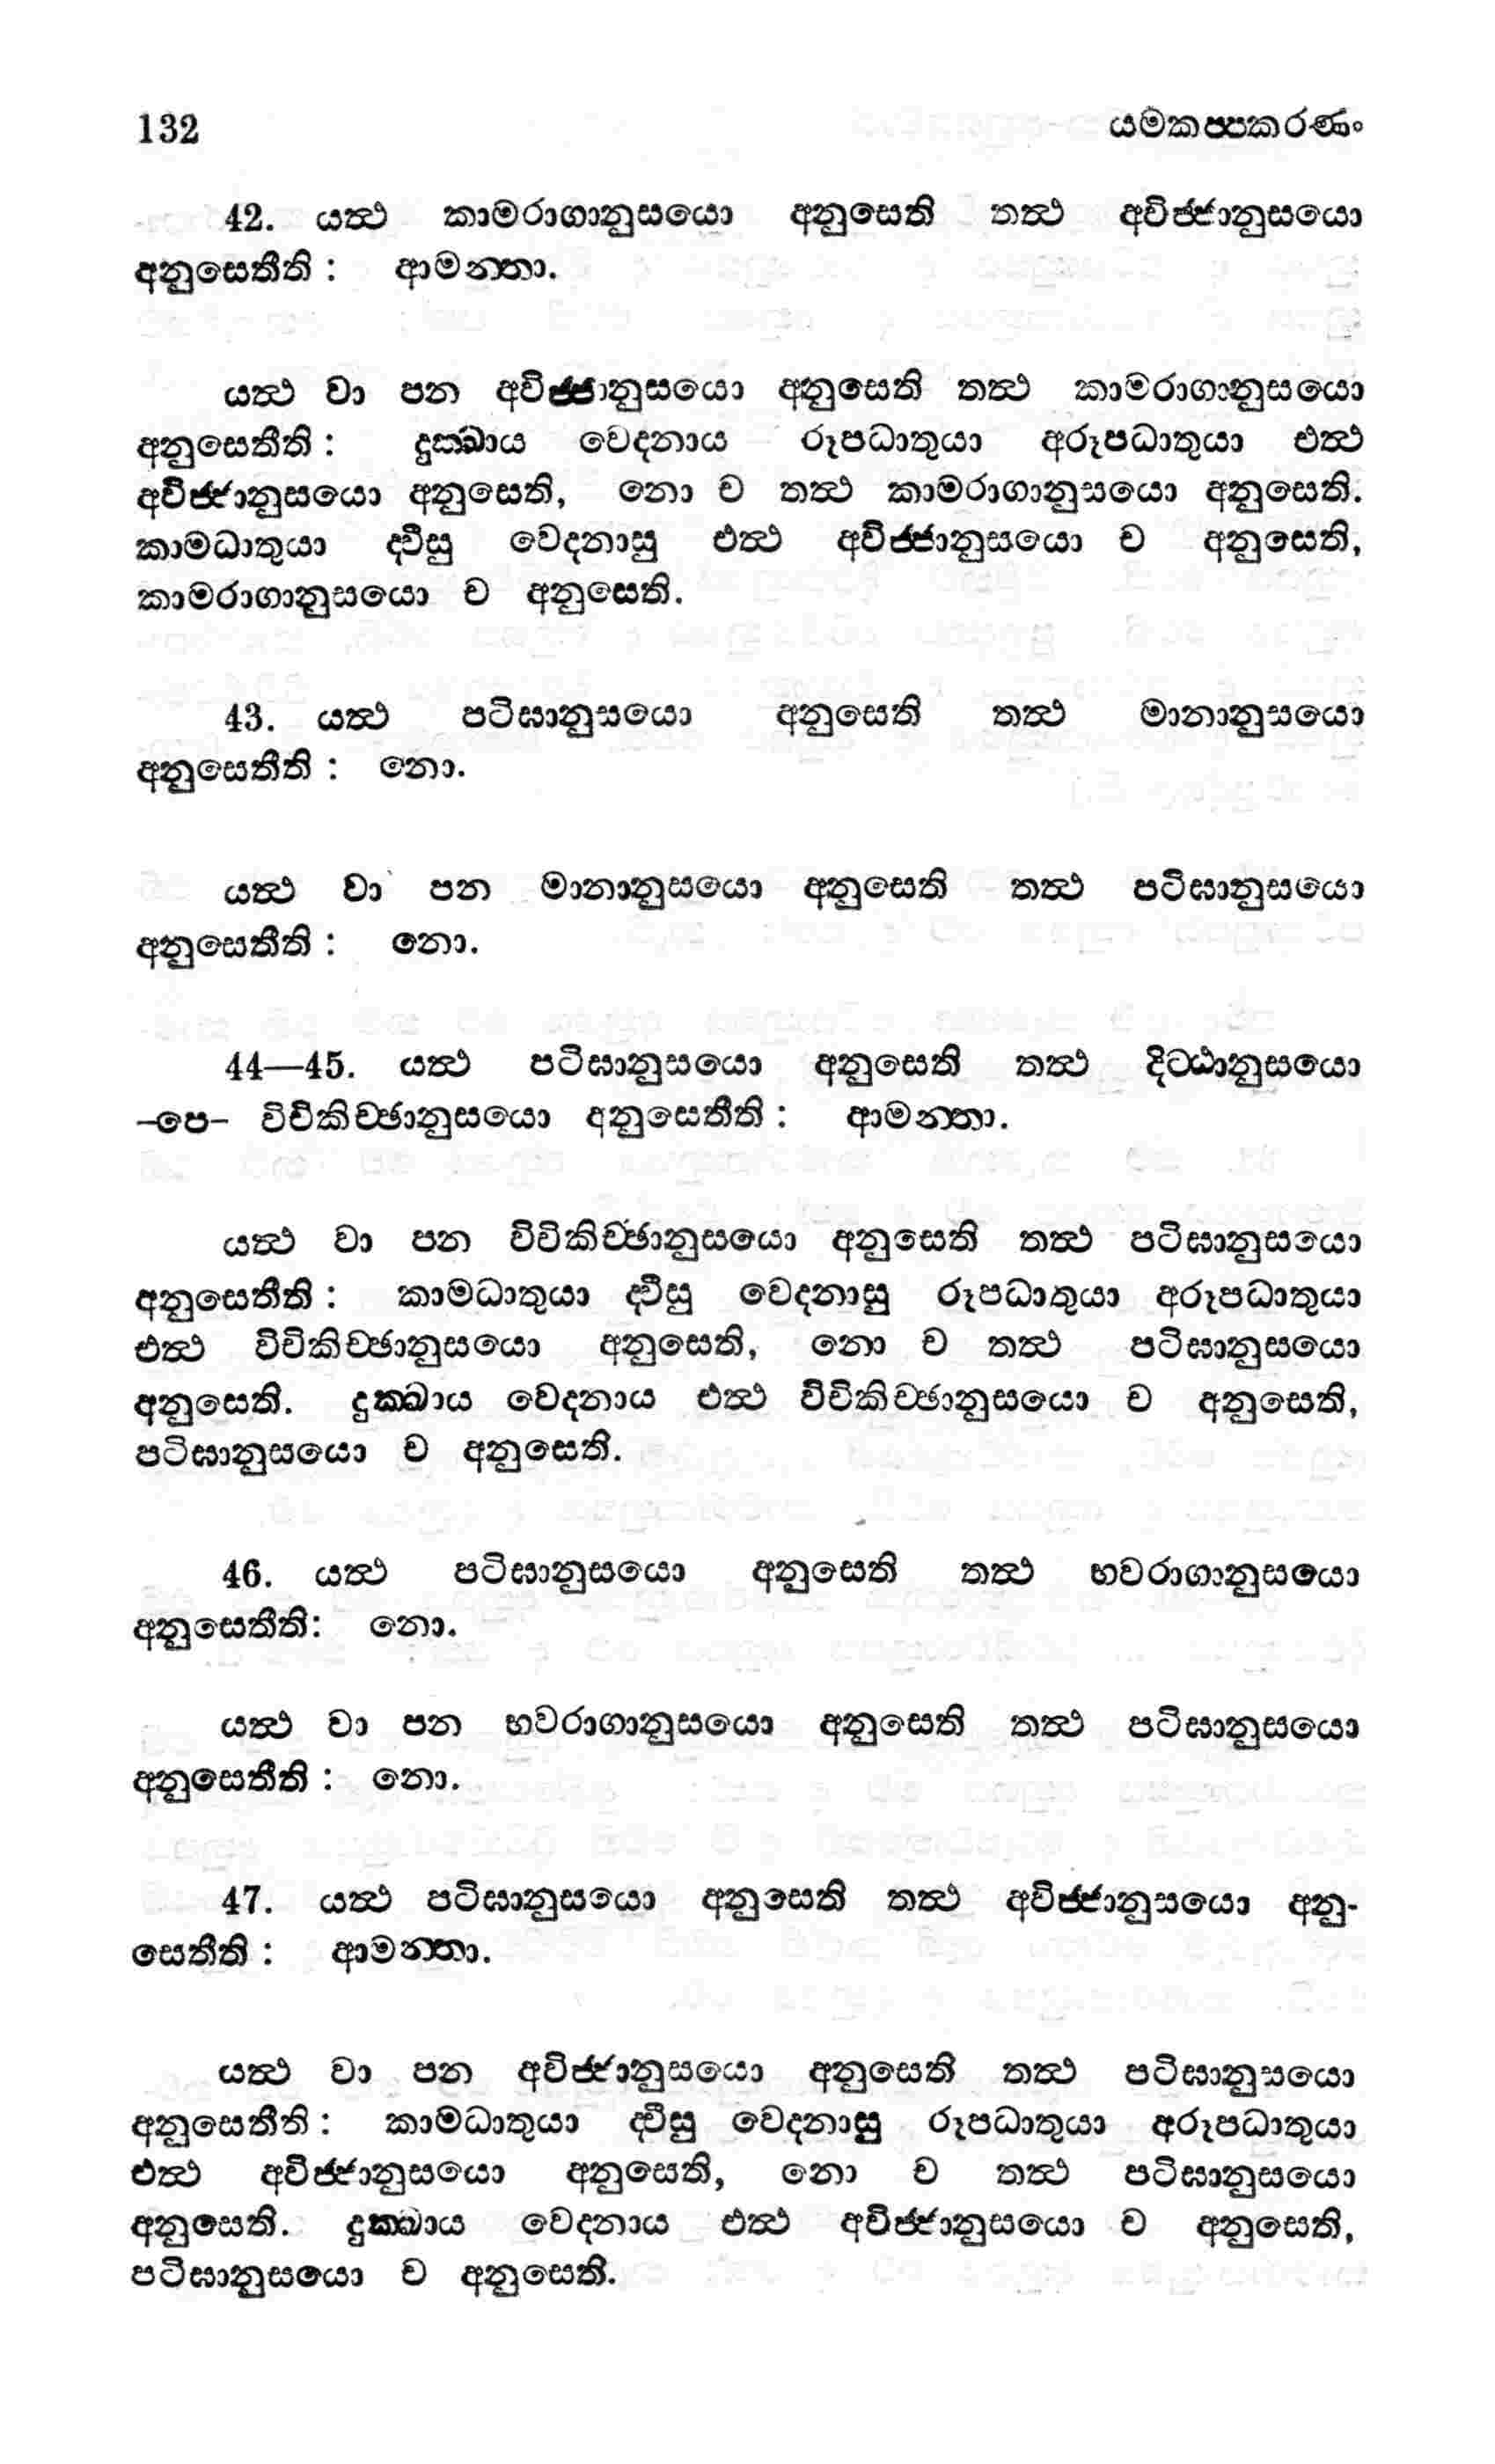 132 යමකප්පකරණං
42. යත්ථ කාමරාගානුසයො අනුසෙති තත්ථ අවිජ්ජානුසයො
අනුසෙතීති : ආමන්තා.
යත්ථ වා පන අවිජ්ජානුසයො අනුසෙති තත්ථ කාමරාගානුසයො
අනුසෙතීති : දුක්ඛාය වෙදනාය රූපධාතුයා අරූපධාතුයා එත්ථ
අවිජ්ජානුසයො අනුසෙති, නො ච තත්ථ කාමරාගානුසයො අනුසෙති.
කාමධාතුයා ද්වීසු වෙදනාසු එත්ථ අවිජ්ජානුසයො ච අනුසෙති,
කාමරාගානුසයො ච අනුසෙති.
43. යත්ථ පටිඝානුසයො අනුසෙති තත්ථ මානානුසයො
අනුසෙතීති : නො.
යත්ථ වා පන මානානුසයො අනුසෙති තත්ථ පටිඝානුසයො
අනුසෙතීති : නො.
44—45. යත්ථ පටිඝානුසයො අනුසෙති තත්ථ දිට්ඨානුසයො
-පෙ- විචිකිච්ඡානුසයො අනුසෙතීති : ආමන්තා.
යත්ථ වා පන විචිකිච්ඡානුසයො අනුසෙති තත්ථ පටිඝානුසයො
අනුසෙතීති : කාමධාතුයා ද්වීසු වෙදනාසු රූපධාතුයා අරූපධාතුයා
එත්ථ විචිකිච්ඡානුසයො අනුසෙති, නො ච තත්ථ පටිඝානුසයො
අනුසෙති. දුක්ඛාය වෙදනාය එත්ථ විචිකිච්ඡානුසයො ච අනුසෙති,
පටිඝානුසයො ච අනුසෙති.
46. යත්ථ පටිඝානුසයො අනුසෙති තත්ථ භවරාගානුසයො
අනුසෙතීති: නො.
යත්ථ වා පන භවරාගානුසයො අනුසෙති තත්ථ පටිඝානුසයො
අනුසෙතීති : නො.
47. යත්ථ පටිඝානුසයො අනුසෙති තත්ථ අවිජ්ජානුසයො අනු-
සෙතීති : ආමන්තා.
යත්ථ වා පන අවිජ්ජානුසයො අනුසෙති තත්ථ පටිඝානුසයො
අනුසෙතීති : කාමධාතුයා ද්වීසු වෙදනාසු රූපධාතුයා අරූපධාතුයා
එත්ථ අවිජ්ජානුසයො අනුසෙති, නො ච තත්ථ පටිඝානුසයො
අනුසෙති. දුක්ඛාය වෙදනාය එත්ථ අවිජ්ජානුසයො ච අනුසෙති,
පටිඝානුසයො ච අනුසෙති.